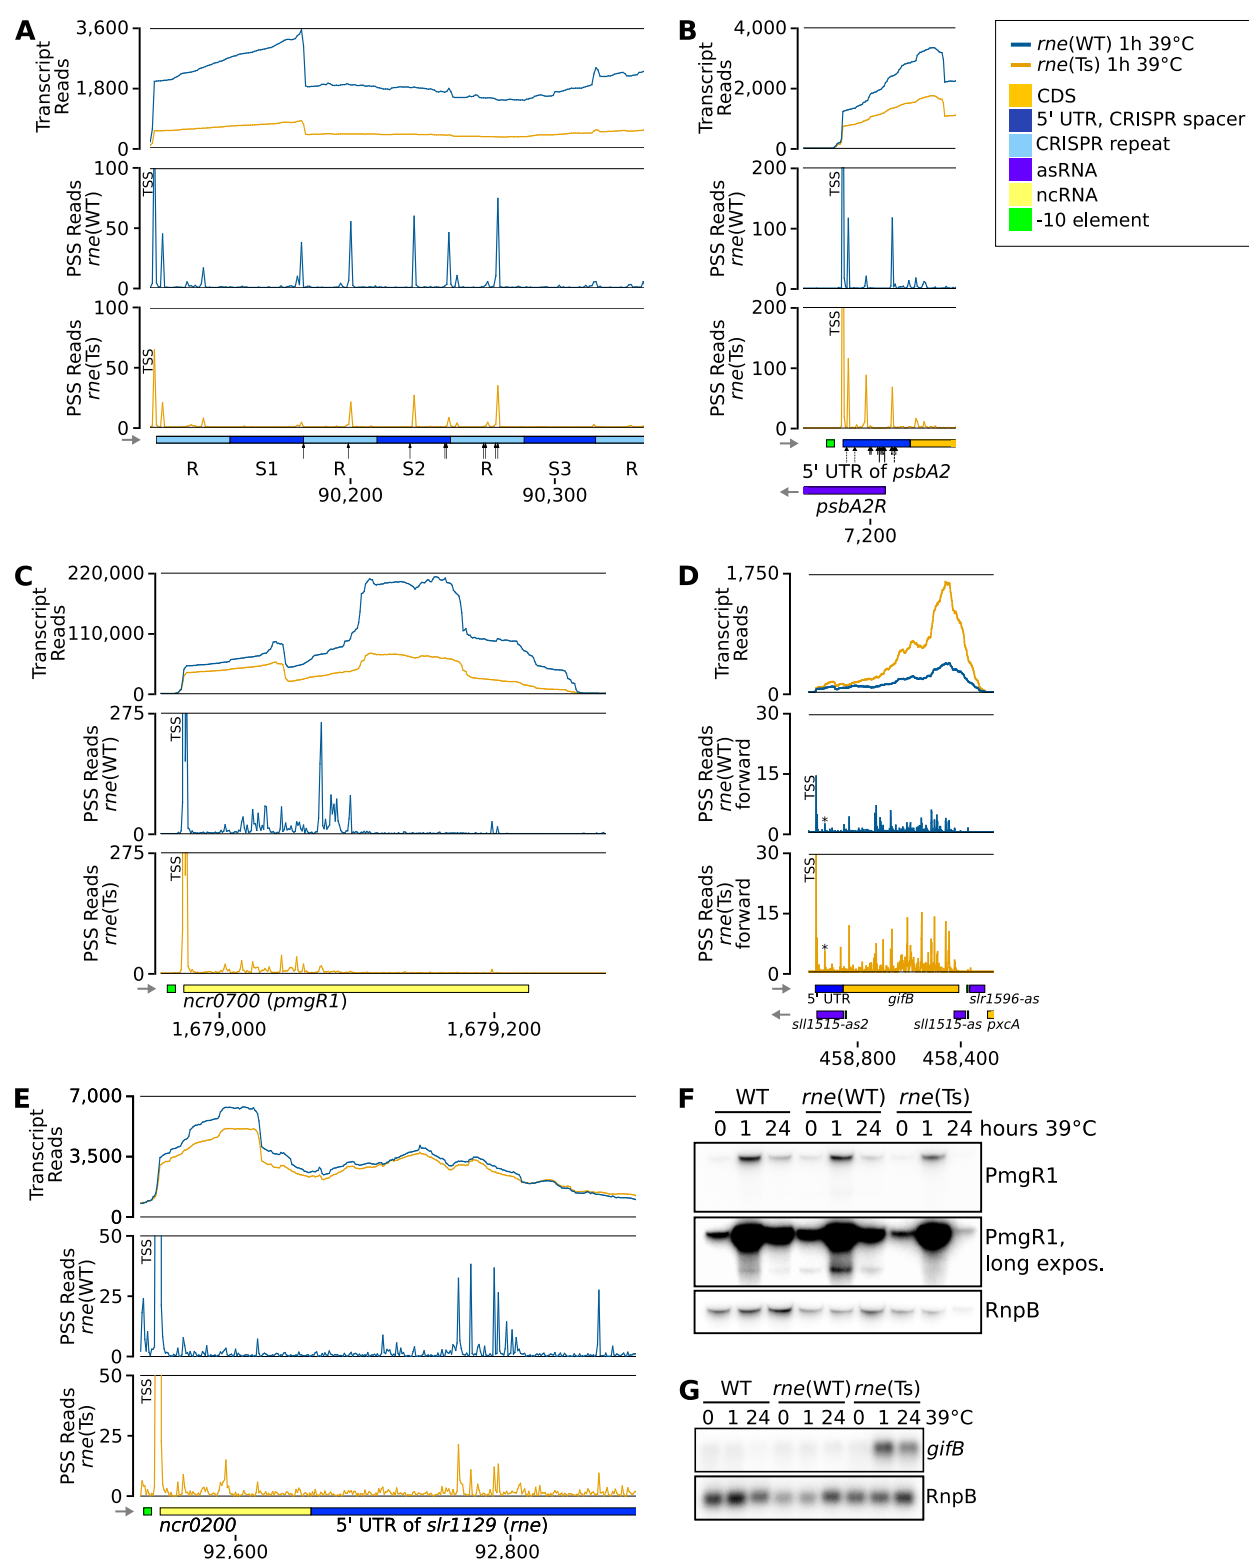 A
3,600
1,800
0
Transcript
Reads
100
50
0
PSS Reads
rne(WT)
TSS
100
50
0
PSS Reads
rne(Ts)
TSS
R S1 R S2 R S3 R
90,200 90,300
B
4,000
2,000
0
Transcript
Reads
200
100
0
PSS Reads
rne(WT)
TSS
200
100
0
PSS Reads
rne(Ts)
TSS
5' UTR of psbA2
psbA2R
7,200
rne(WT) 1h 39°C
rne(Ts) 1h 39°C
CDS
5' UTR, CRISPR spacer
CRISPR repeat
asRNA
ncRNA
-10 element
C
220,000
110,000
0
Transcript
Reads
275
0
PSS Reads
rne(WT)
TSS
275
0
PSS Reads
rne(Ts)
TSS
ncr0700 (pmgR1)
1,679,000 1,679,200
D
1,750
0
Transcript
Reads
30
15
0
PSS Reads
rne(WT)
forward
TSS
*
30
15
0
PSS Reads
rne(Ts)
forward
TSS
*
5' UTR gifB slr1596-as
sll1515-as2 sll1515-as pxcA
458,800 458,400
E
7,000
3,500
0
Transcript
Reads
50
25
0
PSS Reads
rne(WT)
TSS
50
25
0
PSS Reads
rne(Ts)
TSS
ncr0200 5' UTR of slr1129 (rne)
92,600 92,800
F
WT rne(WT) rne(Ts)
0 1 24 0 1 24 0 1 24 hours 39°C
PmgR1
PmgR1,
long expos.
RnpB
G
WT rne(WT) rne(Ts)
0 1 24 0 1 24 0 1 24 39°C
gifB
RnpB